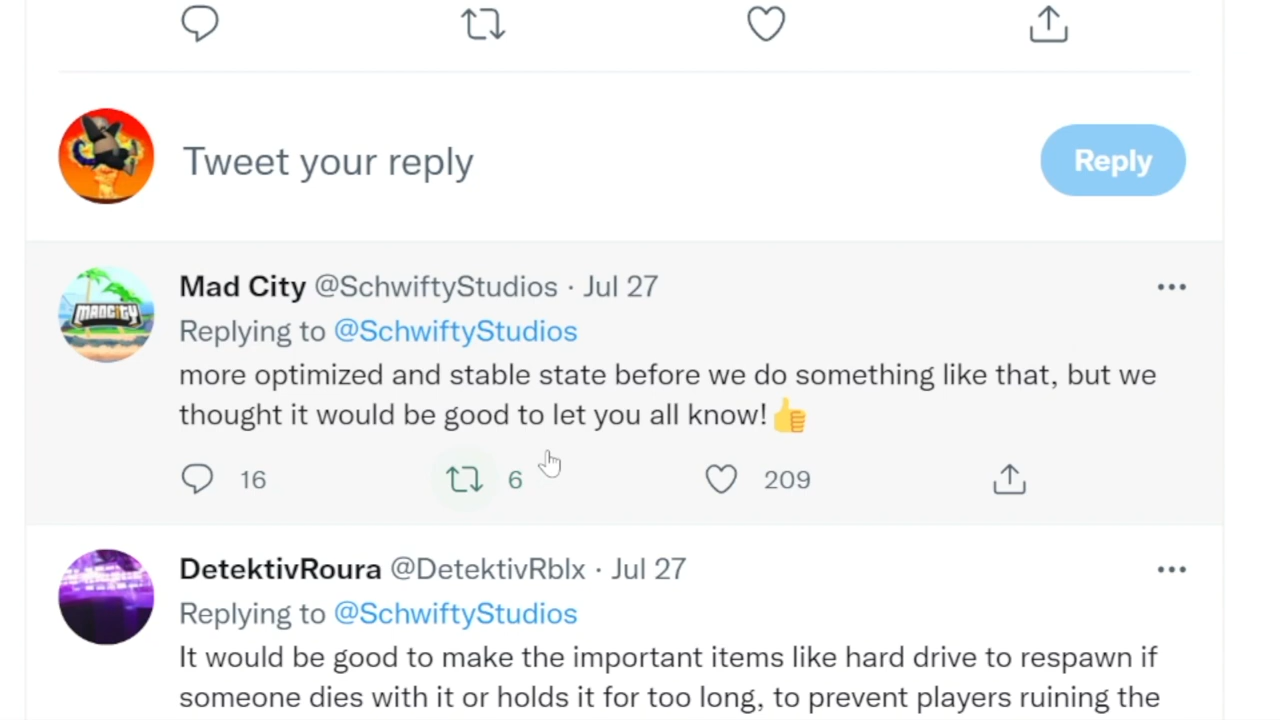 Tweet your reply
Reply
Mad City @SchwiftyStudios · Jul 27
Replying to @SchwiftyStudios
more optimized and stable state before we do something like that, but we
thought it would be good to let you all know!👍
16 6 209
MADCITY
DetektivRoura @DetektivRblx · Jul 27
Replying to @SchwiftyStudios
It would be good to make the important items like hard drive to respawn if
someone dies with it or holds it for too long, to prevent players ruining the